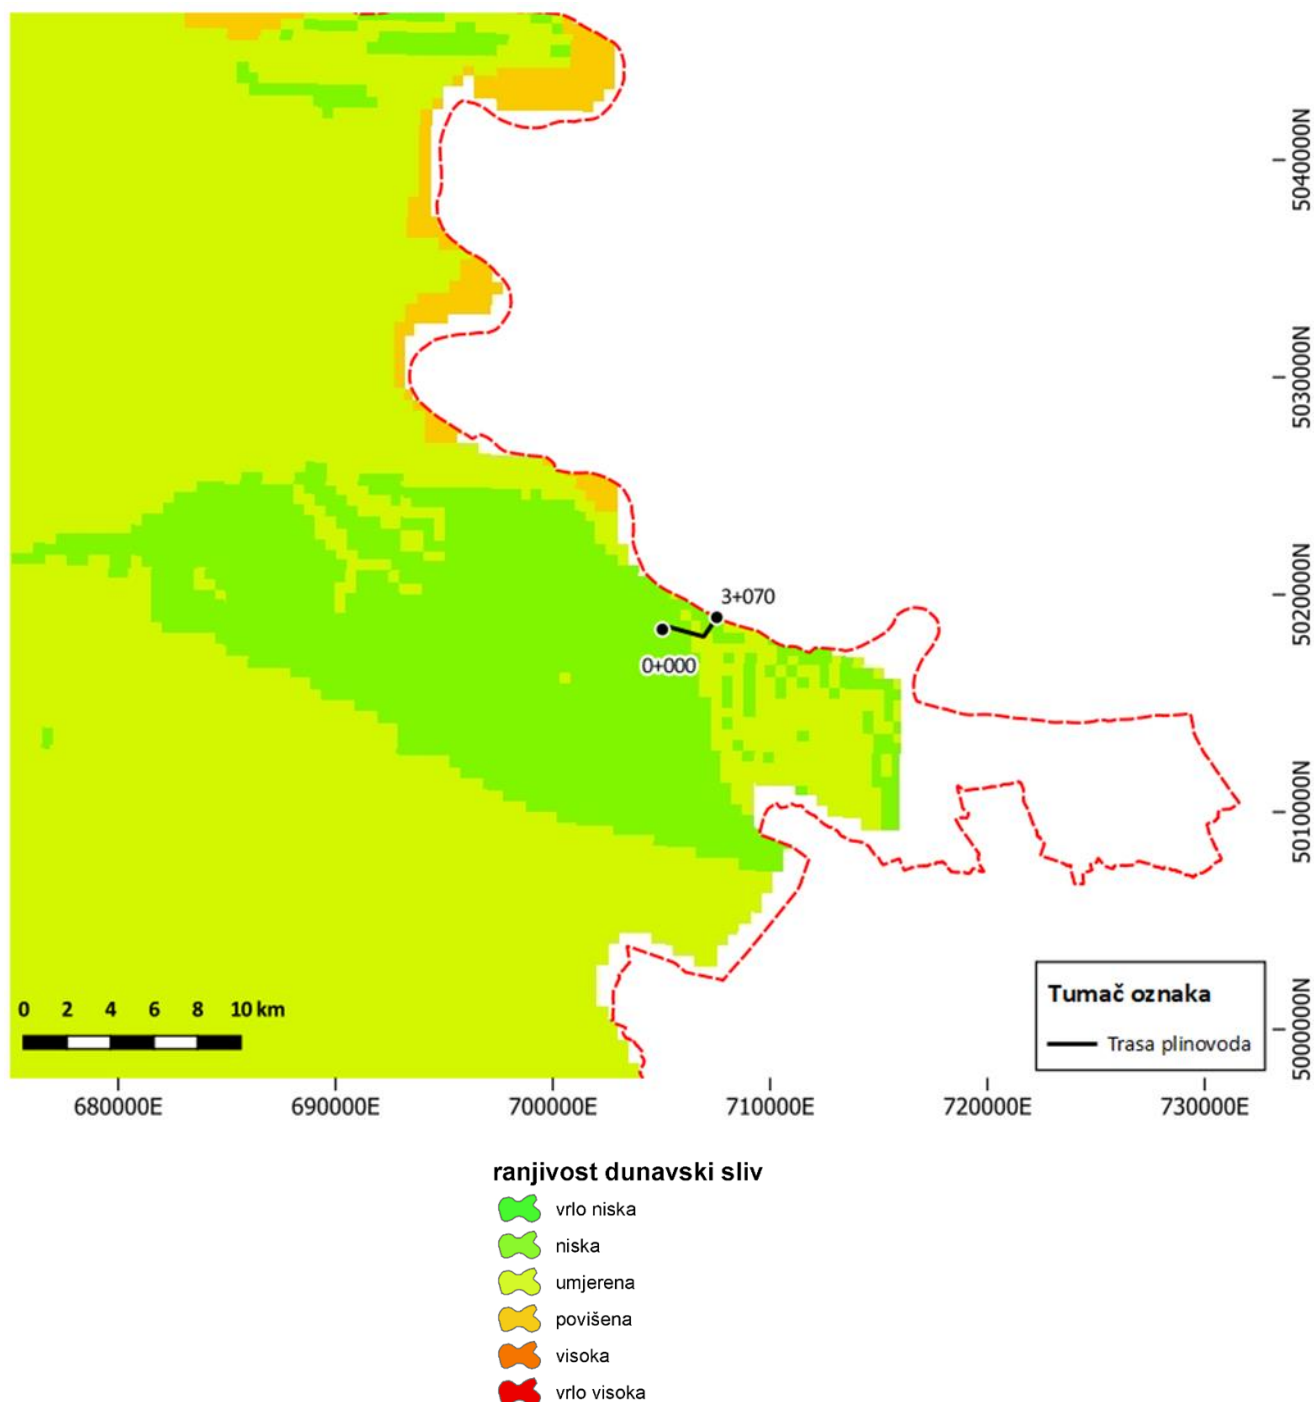 5040000N
5030000N
5020000N
5010000N
5000000N
3+070
0+000
0 2 4 6 8 10 km
Tumač oznaka
Trasa plinovoda
680000E 690000E 700000E 710000E 720000E 730000E
ranjivost dunavski sliv
vrlo niska
niska
umjerena
povišena
visoka
vrlo visoka